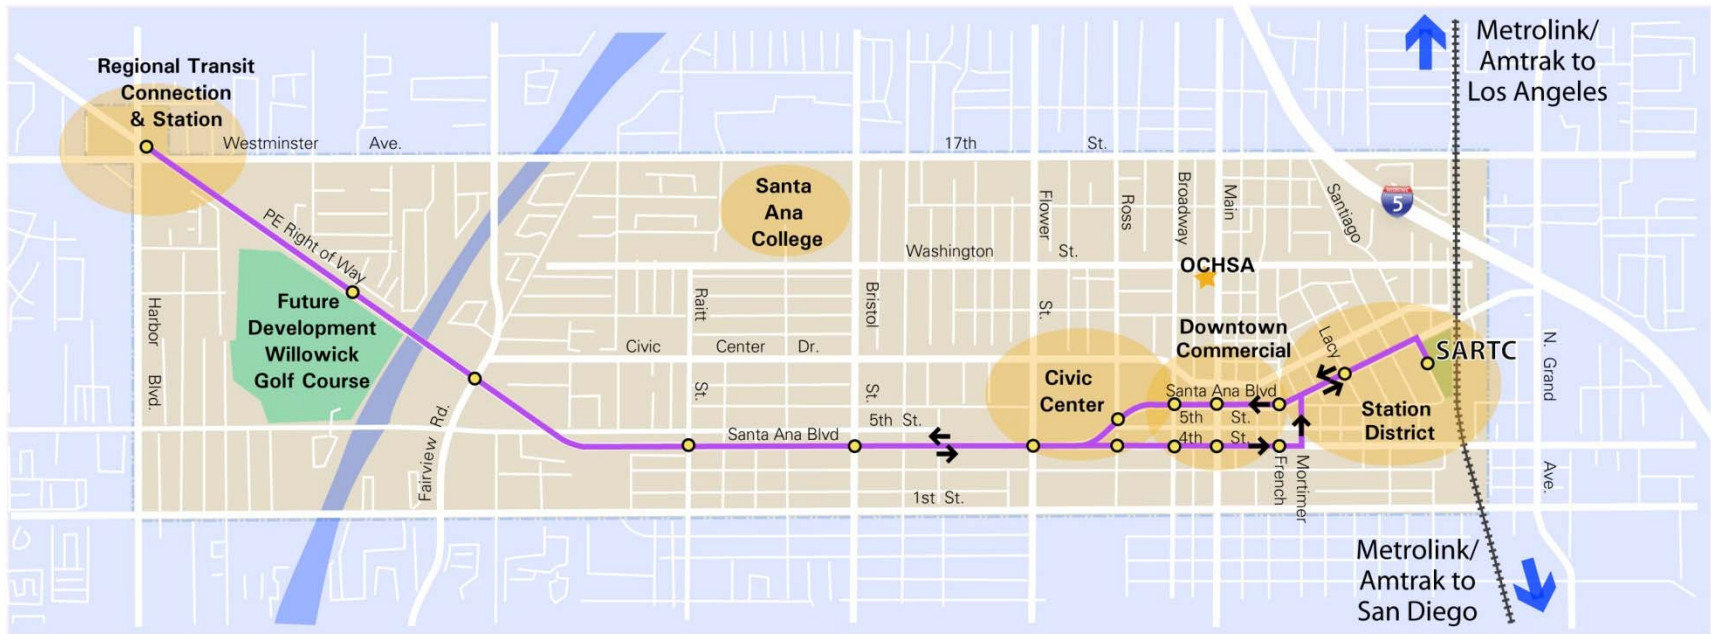 Metrolink/
Amtrak to
Los Angeles
Regional Transit
Connection
& Station
Westminster Ave.
17th St.
PE Right of Way
Santa
Ana
College
Flower
St.
Ross
Broadway
Main
Santiago
INTERSTATE
5
Washington St.
OCHSA
Harbor
Blvd.
Future
Development
Willowick
Golf Course
Raitt
St.
Bristol
St.
Civic Center Dr.
Downtown
Commercial
Lacy
SARTC
N. Grand
Ave.
Civic
Center
Santa Ana Blvd
5th St.
4th St.
Station
District
Fairview Rd.
Santa Ana Blvd
5th St.
1st St.
French
Mortimer
Metrolink/
Amtrak to
San Diego